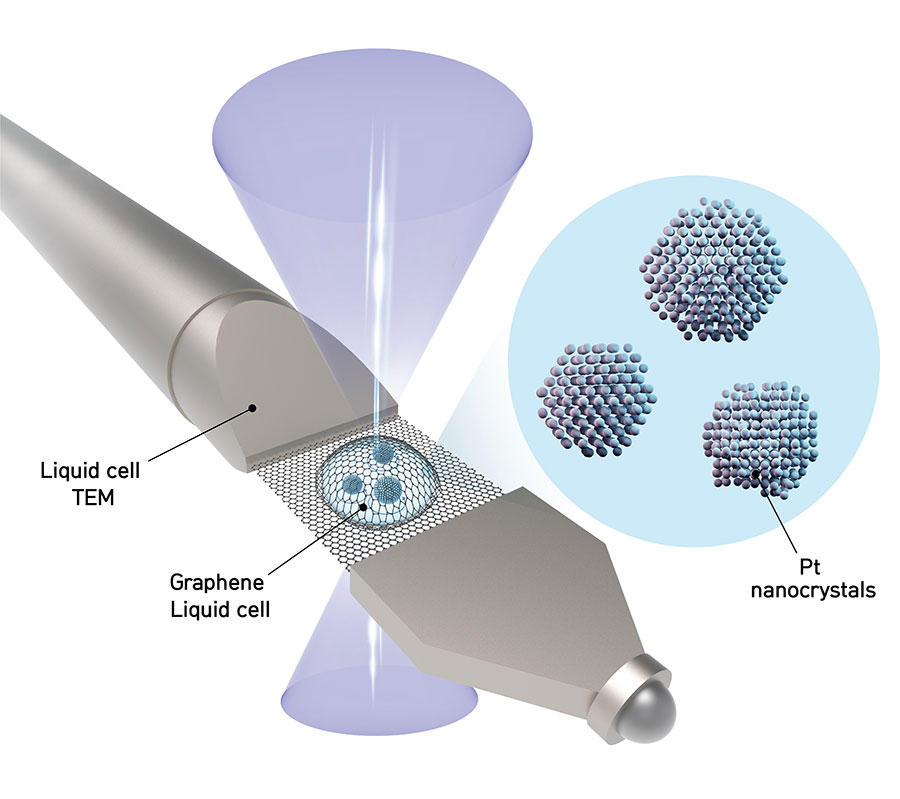 Liquid cell
TEM
Graphene
Liquid cell
Pt
nanocrystals